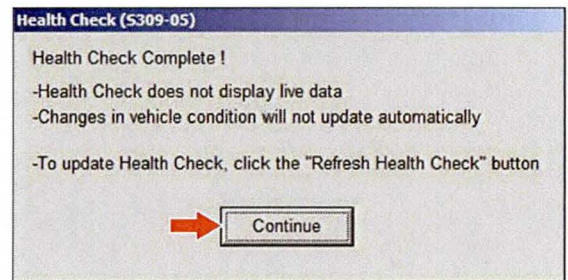 Health Check (S309-05)
Health Check Complete !
-Health Check does not display live data
-Changes in vehicle condition will not update automatically
-To update Health Check, click the "Refresh Health Check" button
Continue